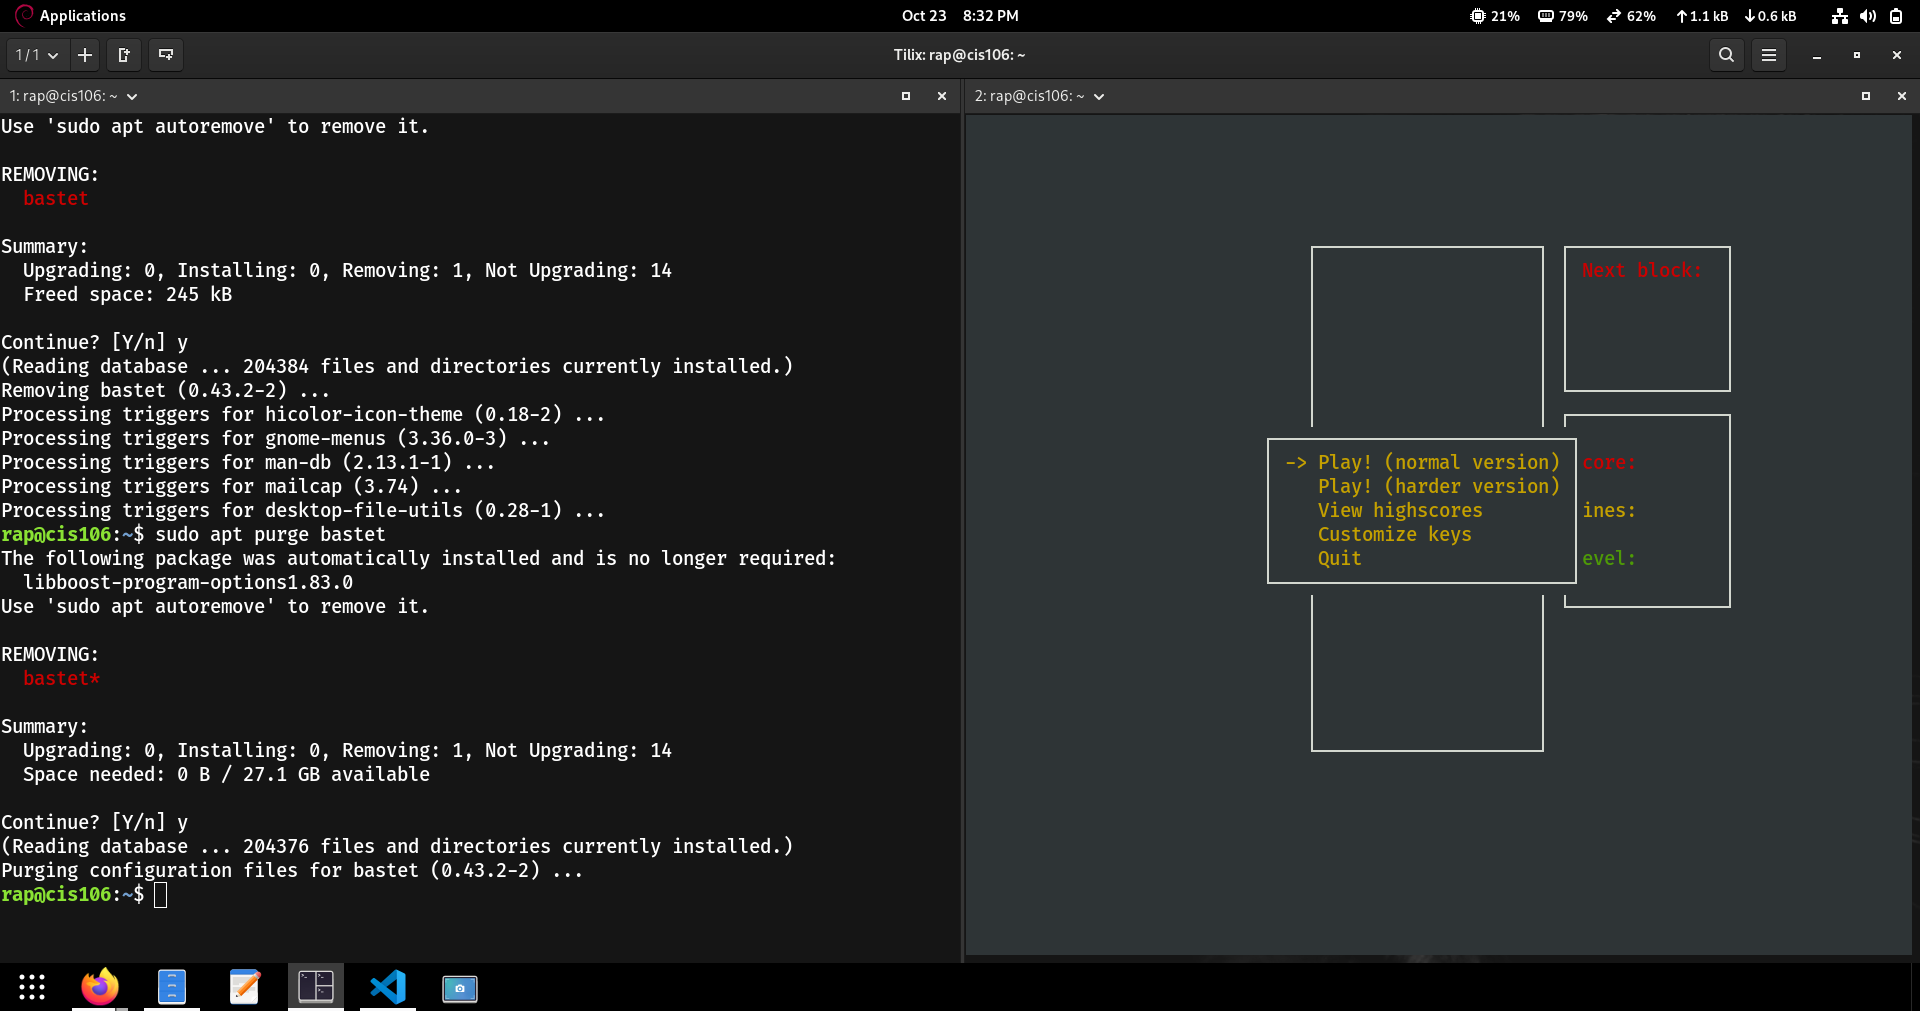 Applications
Oct 23 8:32 PM
21% 79% 62% 1.1 kB 0.6 kB
1 / 1
Tilix: rap@cis106: ~
1: rap@cis106: ~
Use 'sudo apt autoremove' to remove it.
REMOVING:
bastet
Summary:
Upgrading: 0, Installing: 0, Removing: 1, Not Upgrading: 14
Freed space: 245 kB
Continue? [Y/n] y
(Reading database ... 204384 files and directories currently installed.)
Removing bastet (0.43.2-2) ...
Processing triggers for hicolor-icon-theme (0.18-2) ...
Processing triggers for gnome-menus (3.36.0-3) ...
Processing triggers for man-db (2.13.1-1) ...
Processing triggers for mailcap (3.74) ...
Processing triggers for desktop-file-utils (0.28-1) ...
rap@cis106:~$ sudo apt purge bastet
The following package was automatically installed and is no longer required:
libboost-program-options1.83.0
Use 'sudo apt autoremove' to remove it.
REMOVING:
bastet*
Summary:
Upgrading: 0, Installing: 0, Removing: 1, Not Upgrading: 14
Space needed: 0 B / 27.1 GB available
Continue? [Y/n] y
(Reading database ... 204376 files and directories currently installed.)
Purging configuration files for bastet (0.43.2-2) ...
rap@cis106:~$
2: rap@cis106: ~
Next block:
-> Play! (normal version)
Play! (harder version)
View highscores
Customize keys
Quit
core:
ines:
evel: